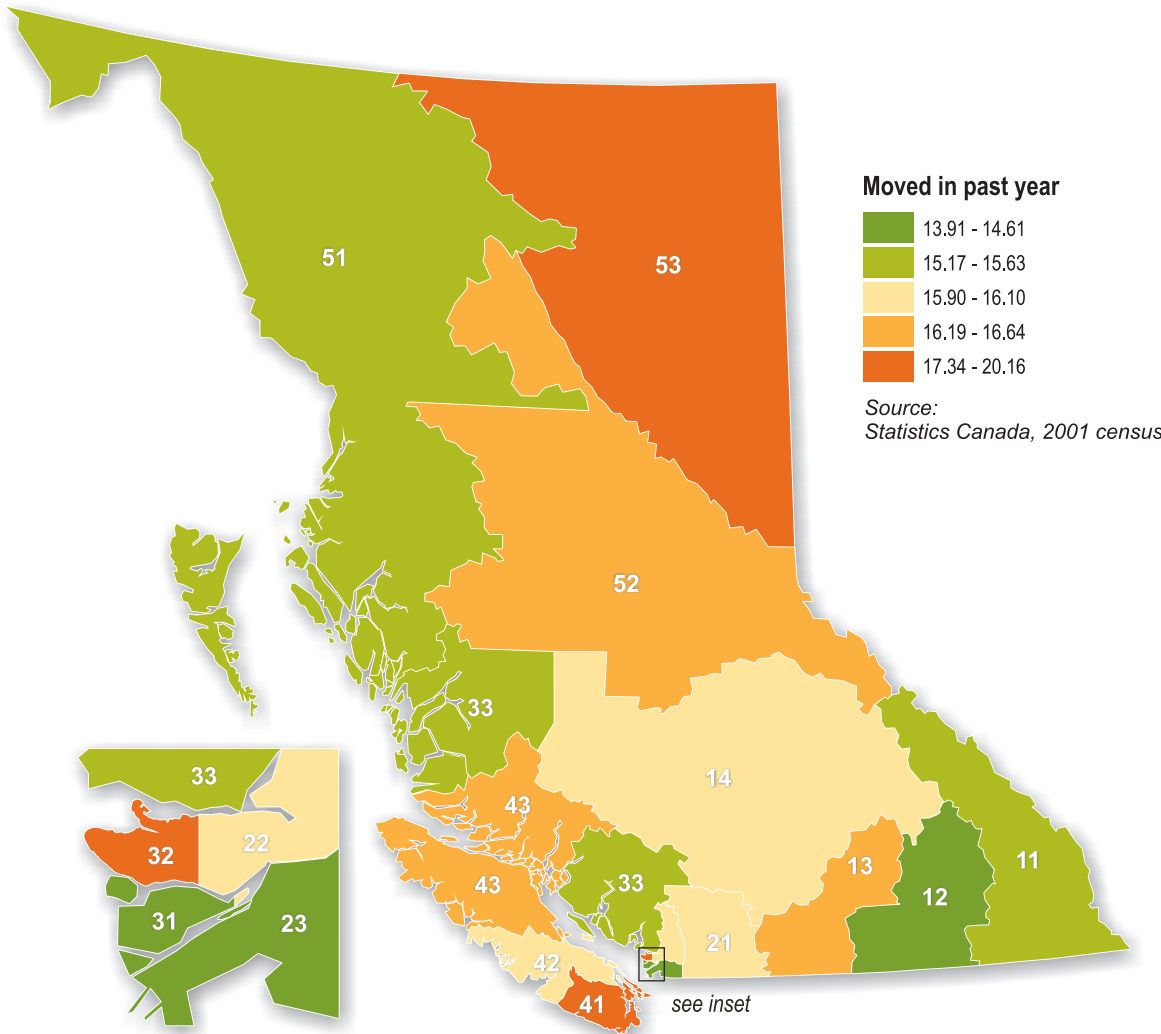 51
53
Moved in past year
13.91 - 14.61
15.17 - 15.63
15.90 - 16.10
16.19 - 16.64
17.34 - 20.16
Source:
Statistics Canada, 2001 census
52
33
14
43
13
11
12
43
33
21
42
41
see inset
33
32
22
31
23